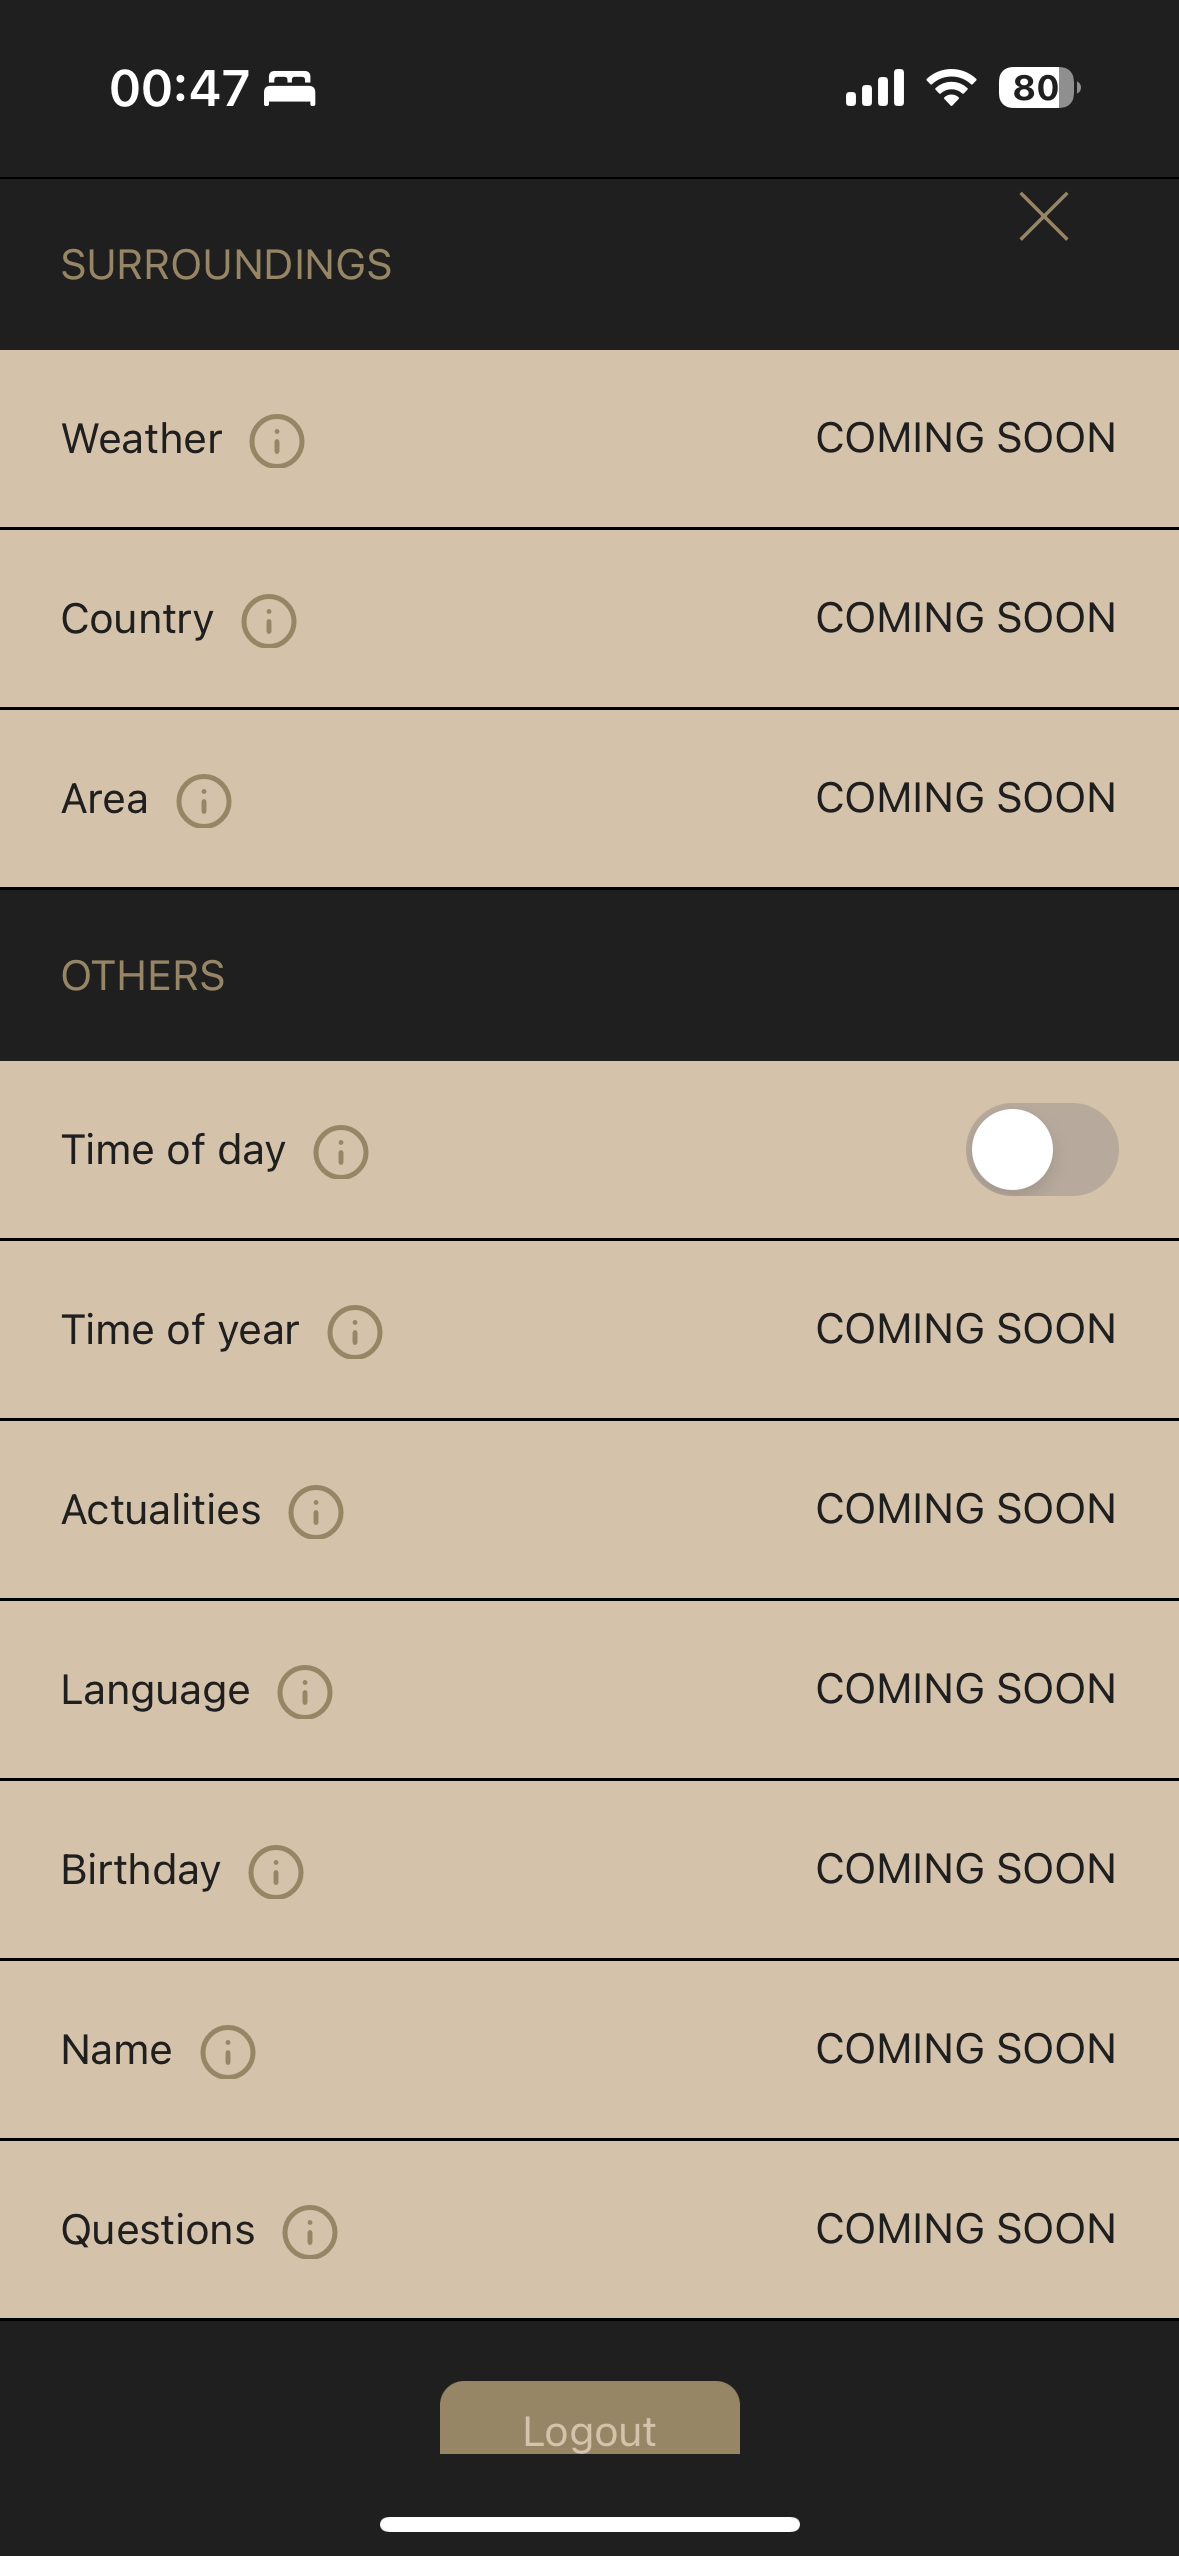 00:47
80
SURROUNDINGS
Weather COMING SOON
Country COMING SOON
Area COMING SOON
OTHERS
Time of day
Time of year COMING SOON
Actualities COMING SOON
Language COMING SOON
Birthday COMING SOON
Name COMING SOON
Questions COMING SOON
Logout